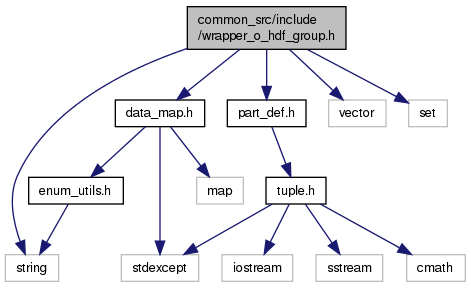 common_src/include
/wrapper_o_hdf_group.h
data_map.h
part_def.h
vector
set
enum_utils.h
map
tuple.h
string
stdexcept
iostream
sstream
cmath